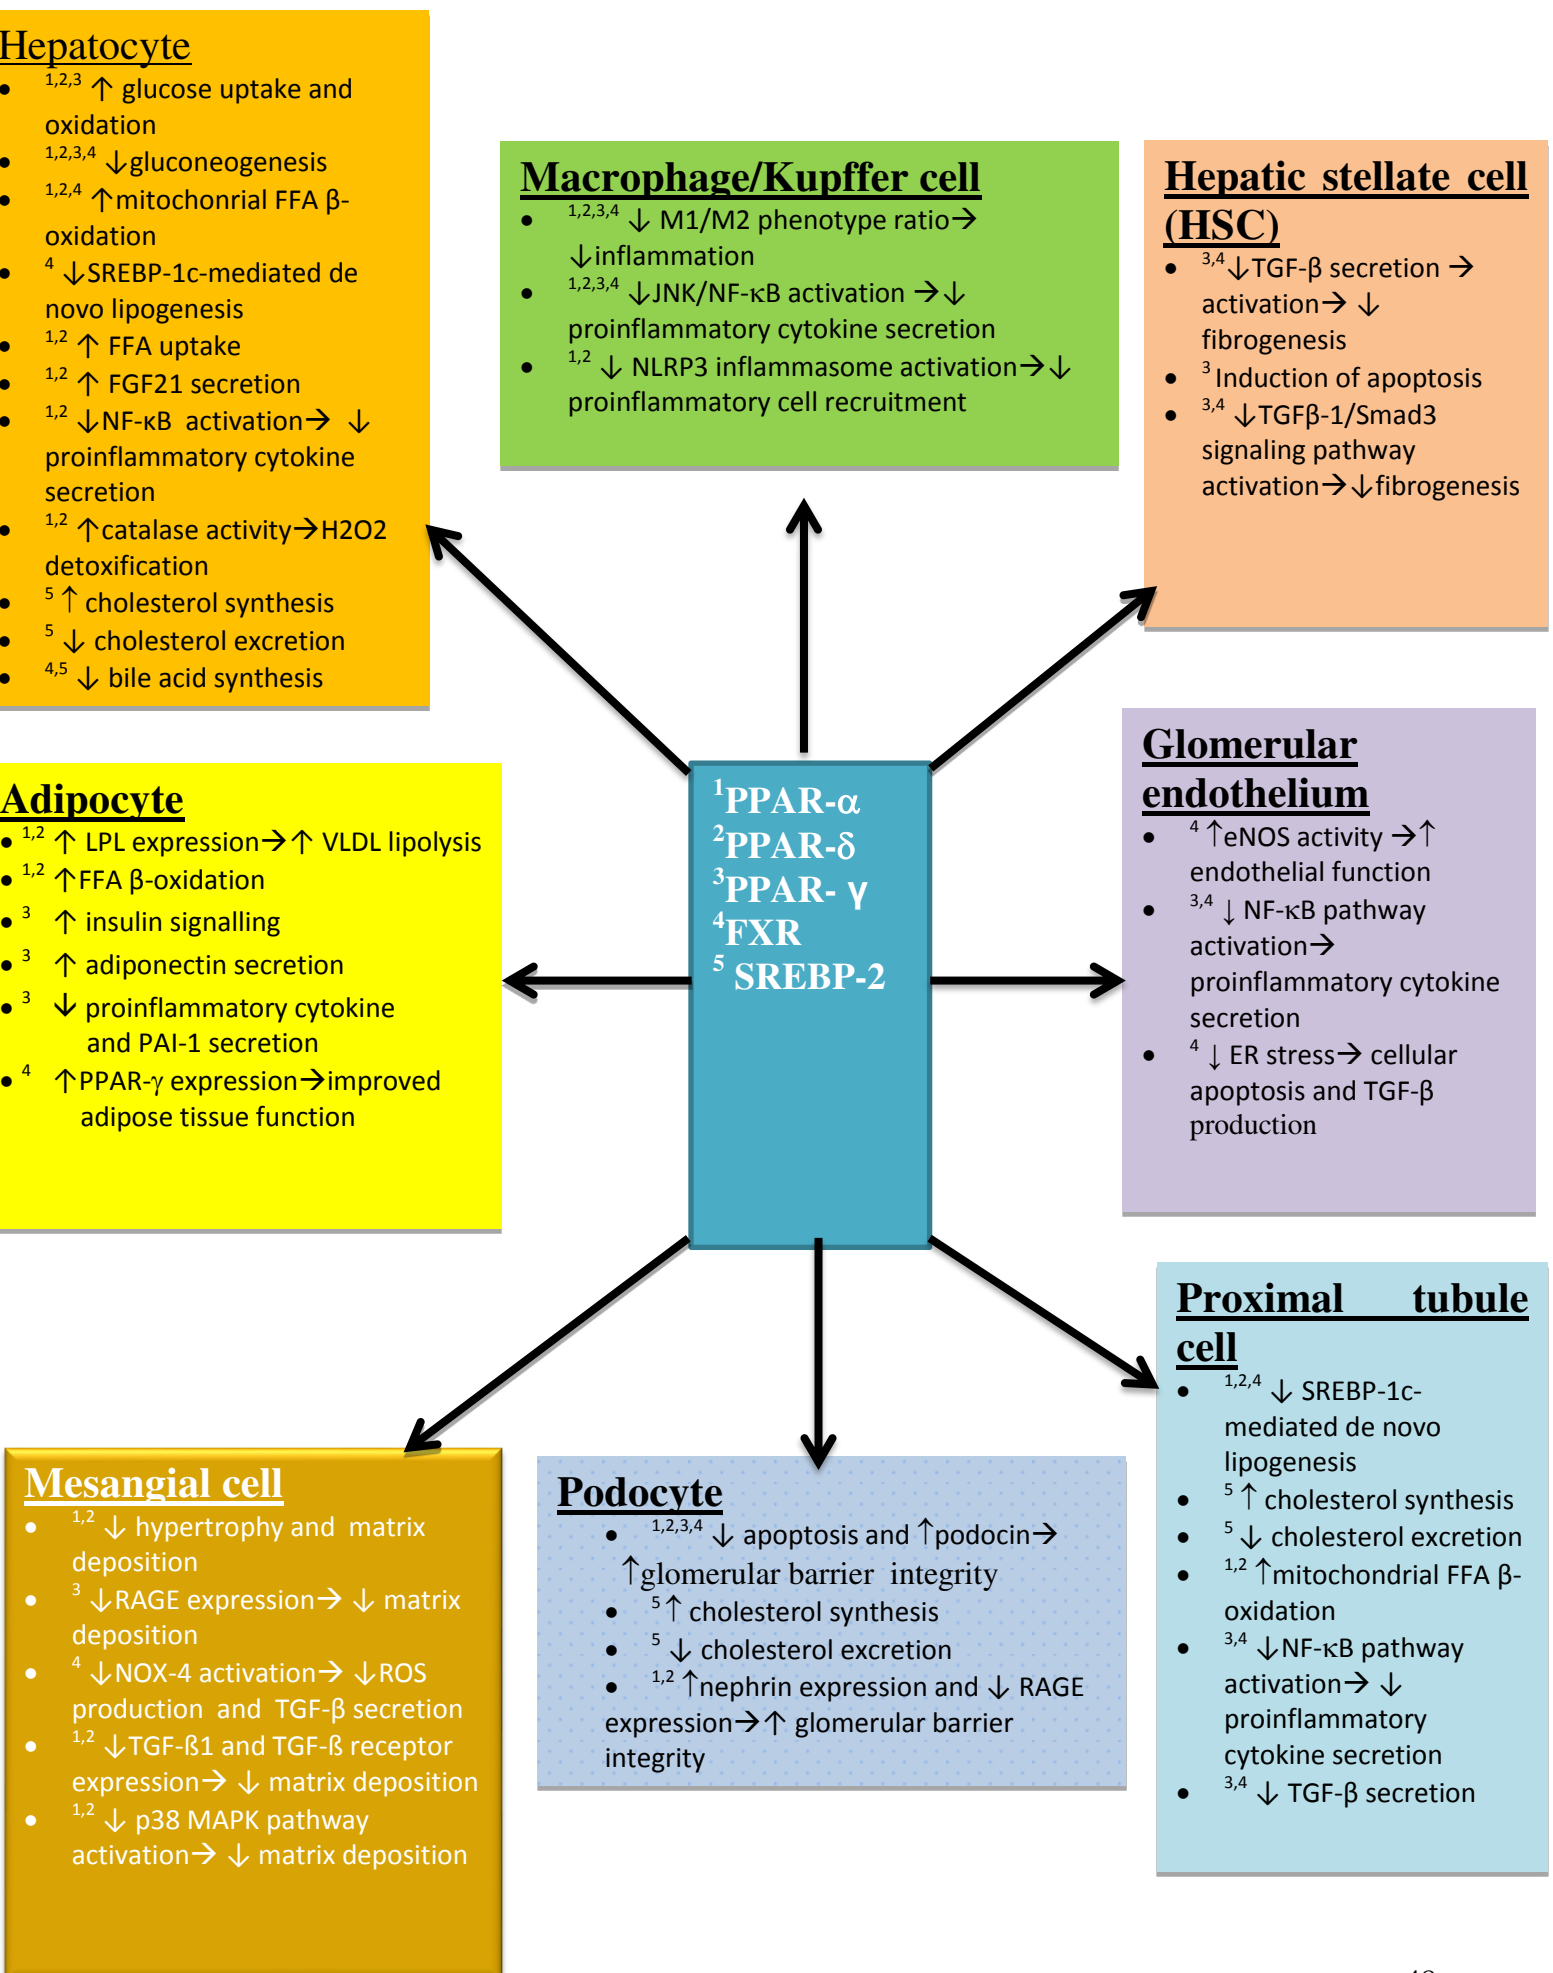 Hepatocyte
• 1,2,3 ↑ glucose uptake and
oxidation
• 1,2,3,4 ↓gluconeogenesis
• 1,2,4 ↑mitochonrial FFA β-
oxidation
• 4 ↓SREBP-1c-mediated de
novo lipogenesis
• 1,2 ↑ FFA uptake
• 1,2 ↑ FGF21 secretion
• 1,2 ↓NF-κB activation→ ↓
proinflammatory cytokine
secretion
• 1,2 ↑catalase activity→H2O2
detoxification
• 5 ↑ cholesterol synthesis
• 5 ↓ cholesterol excretion
• 4,5 ↓ bile acid synthesis
Macrophage/Kupffer cell
• 1,2,3,4 ↓ M1/M2 phenotype ratio→
↓inflammation
• 1,2,3,4 ↓JNK/NF-κB activation →↓
proinflammatory cytokine secretion
• 1,2 ↓ NLRP3 inflammasome activation→↓
proinflammatory cell recruitment
Hepatic stellate cell
(HSC)
• 3,4↓TGF-β secretion →
activation→ ↓
fibrogenesis
• 3 Induction of apoptosis
• 3,4 ↓TGFβ-1/Smad3
signaling pathway
activation→↓fibrogenesis
Adipocyte
• 1,2 ↑ LPL expression→↑ VLDL lipolysis
• 1,2 ↑FFA β-oxidation
• 3 ↑ insulin signalling
• 3 ↑ adiponectin secretion
• 3 ↓ proinflammatory cytokine
and PAI-1 secretion
• 4 ↑PPAR-γ expression→improved
adipose tissue function
1PPAR-α
2PPAR-δ
3PPAR- γ
4FXR
5 SREBP-2
Glomerular
endothelium
• 4 ↑eNOS activity →↑
endothelial function
• 3,4 ↓ NF-κB pathway
activation→
proinflammatory cytokine
secretion
• 4 ↓ ER stress→ cellular
apoptosis and TGF-β
production
Proximal tubule
cell
• 1,2,4 ↓ SREBP-1c-
mediated de novo
lipogenesis
• 5 ↑ cholesterol synthesis
• 5 ↓ cholesterol excretion
• 1,2 ↑mitochondrial FFA β-
oxidation
• 3,4 ↓NF-κB pathway
activation→ ↓
proinflammatory
cytokine secretion
• 3,4 ↓ TGF-β secretion
Mesangial cell
• 1,2 ↓ hypertrophy and matrix
deposition
• 3 ↓RAGE expression→ ↓ matrix
deposition
• 4 ↓NOX-4 activation→ ↓ROS
production and TGF-β secretion
• 1,2 ↓TGF-ß1 and TGF-ß receptor
expression→ ↓ matrix deposition
• 1,2 ↓ p38 MAPK pathway
activation→ ↓ matrix deposition
Podocyte
• 1,2,3,4 ↓ apoptosis and ↑podocin→
↑glomerular barrier integrity
• 5 ↑ cholesterol synthesis
• 5 ↓ cholesterol excretion
• 1,2 ↑nephrin expression and ↓ RAGE
expression→↑ glomerular barrier
integrity